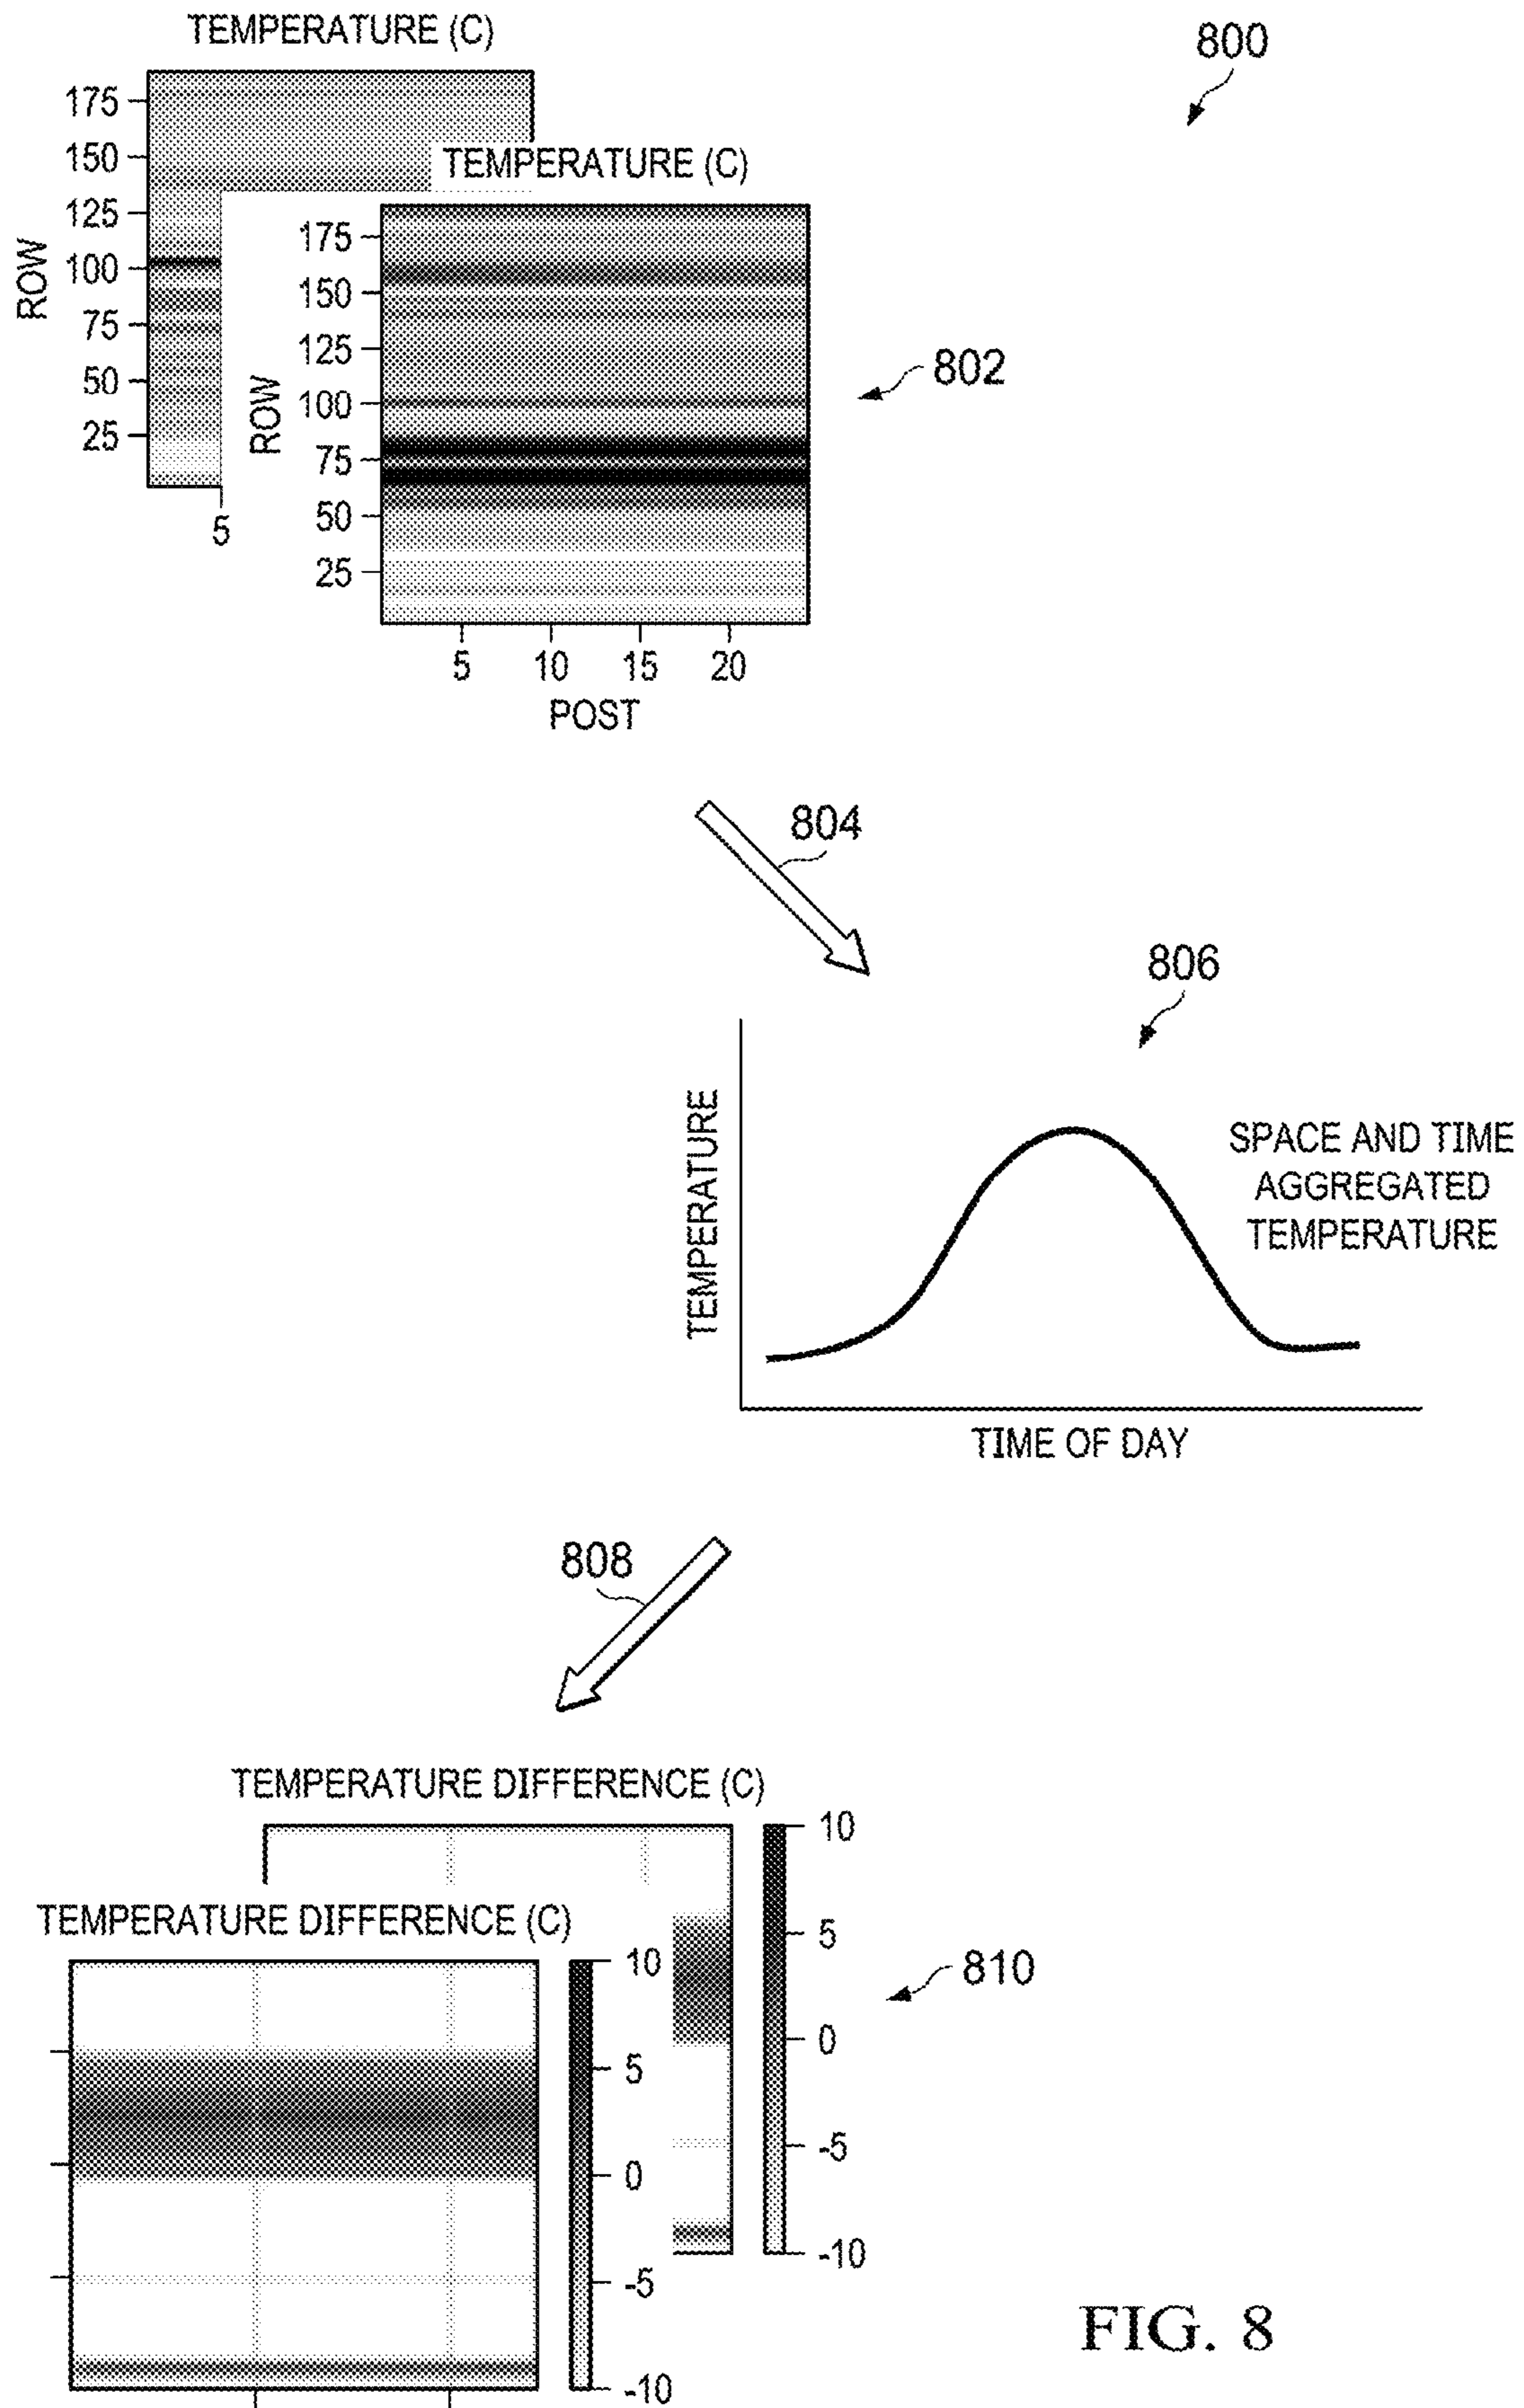 TEMPERATURE (C)
800
175
150
125
100
75
50
25
ROW
5
TEMPERATURE (C)
175
150
125
100
75
50
25
ROW
5 10 15 20
POST
802
804
806
TEMPERATURE
SPACE AND TIME
AGGREGATED
TEMPERATURE
TIME OF DAY
808
TEMPERATURE DIFFERENCE (C)
10
5
0
-5
-10
TEMPERATURE DIFFERENCE (C)
10
5
0
-5
-10
810
FIG. 8